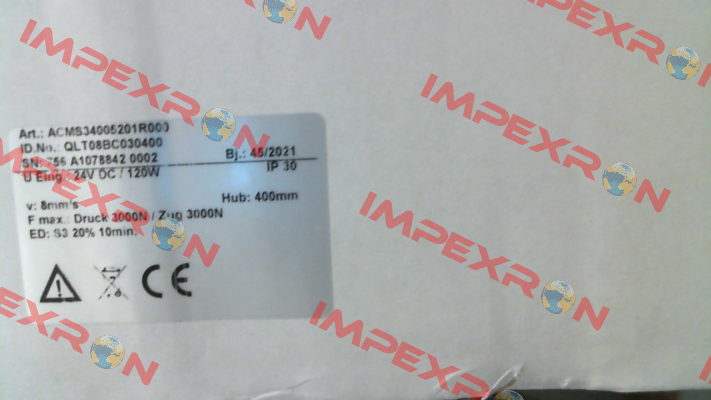 IMPEXRON
IMPEXRON
IMPEXRON
IMPEXRON
IMPEXRON
IMPEXRON
IMPEXRON
Art.: ACMS34005201R000
ID.No.: QLT08BC030400
SN: 756 A1078842 0002 Bj.: 45/2021
U Eing.: 24V DC / 120W IP 30
v: 8mm/s Hub: 400mm
F max.: Druck 3000N / Zug 3000N
ED: S3 20% 10min.
CE